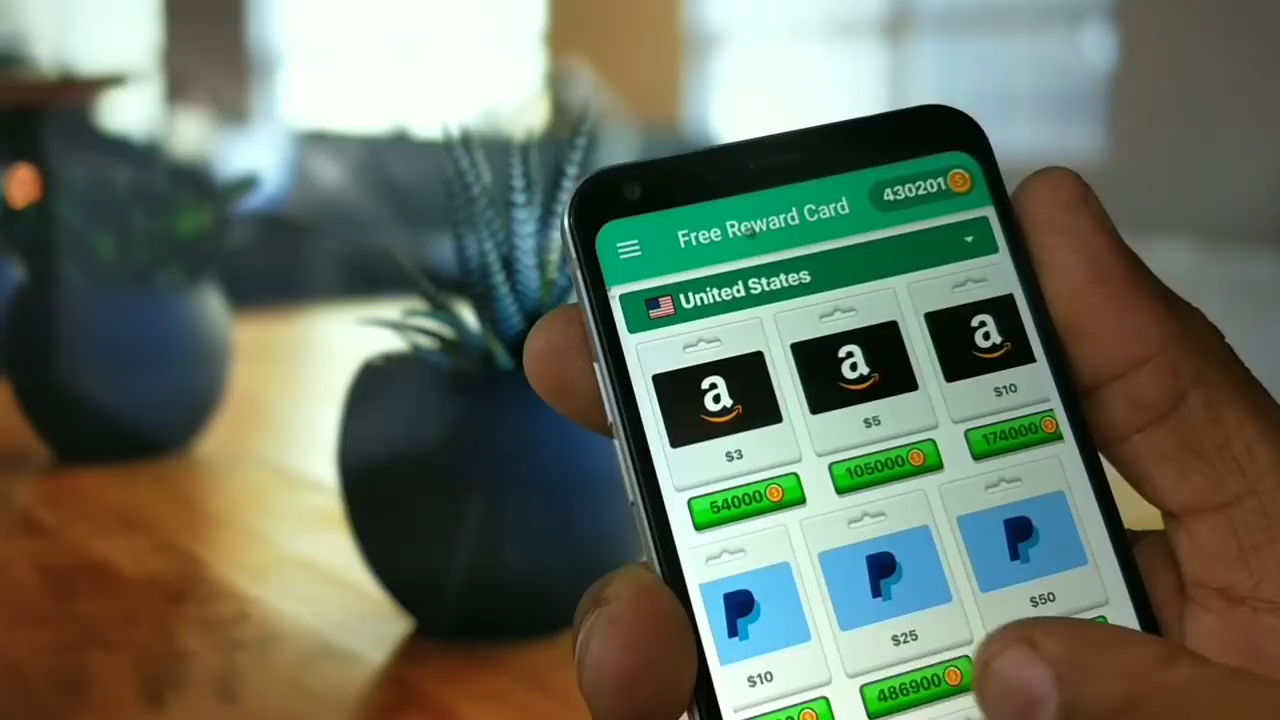 Free Reward Card 430201
United States
a a a
$3 $5 $10
54000 105000 174000
P P P
$10 $25 $50
486900